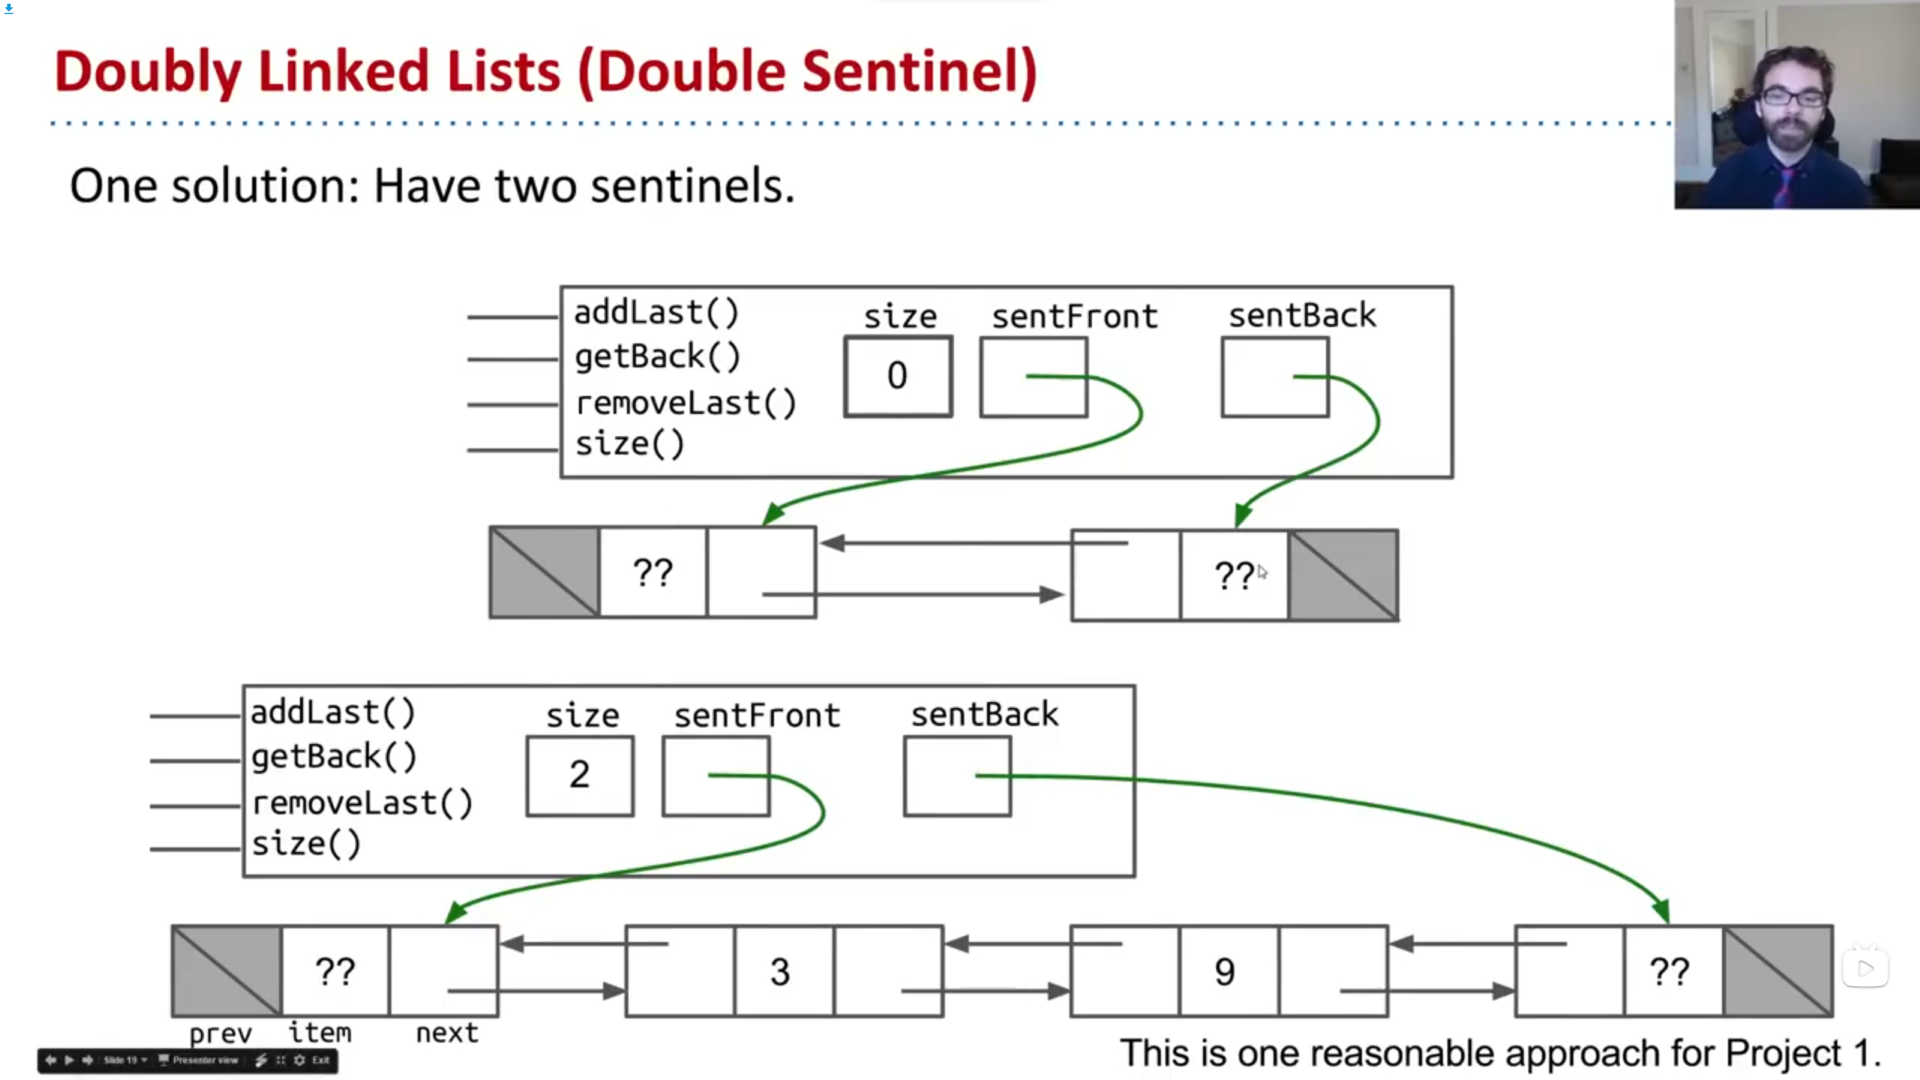 Doubly Linked Lists (Double Sentinel)
One solution: Have two sentinels.
addLast()
getBack()
removeLast()
size()
size
sentFront
sentBack
0
??
??
addLast()
getBack()
removeLast()
size()
size
sentFront
sentBack
2
??
3
9
??
prev item next
This is one reasonable approach for Project 1.
Slide 19 Presenter view Exit